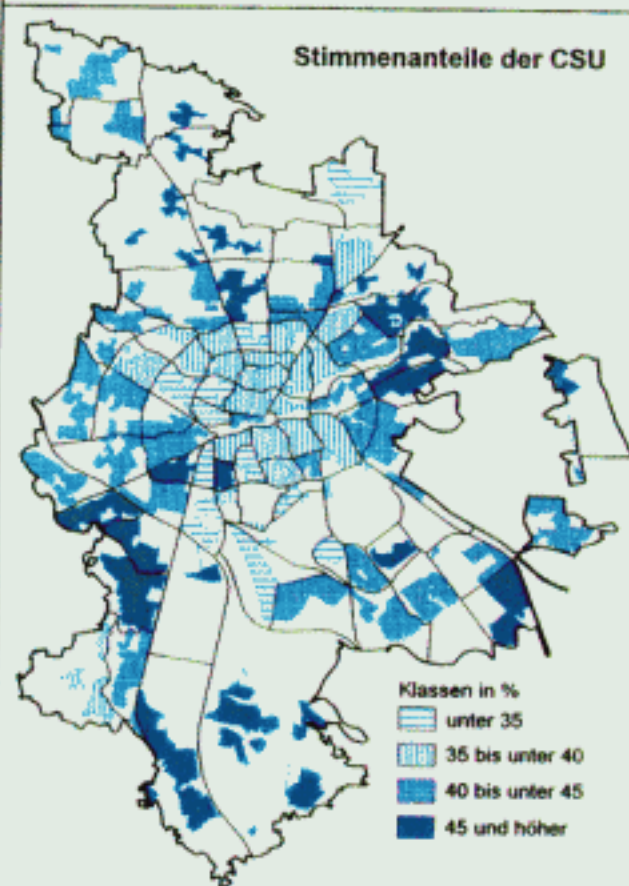 Stimmenanteile der CSU
Klassen in %
unter 35
35 bis unter 40
40 bis unter 45
45 und höher